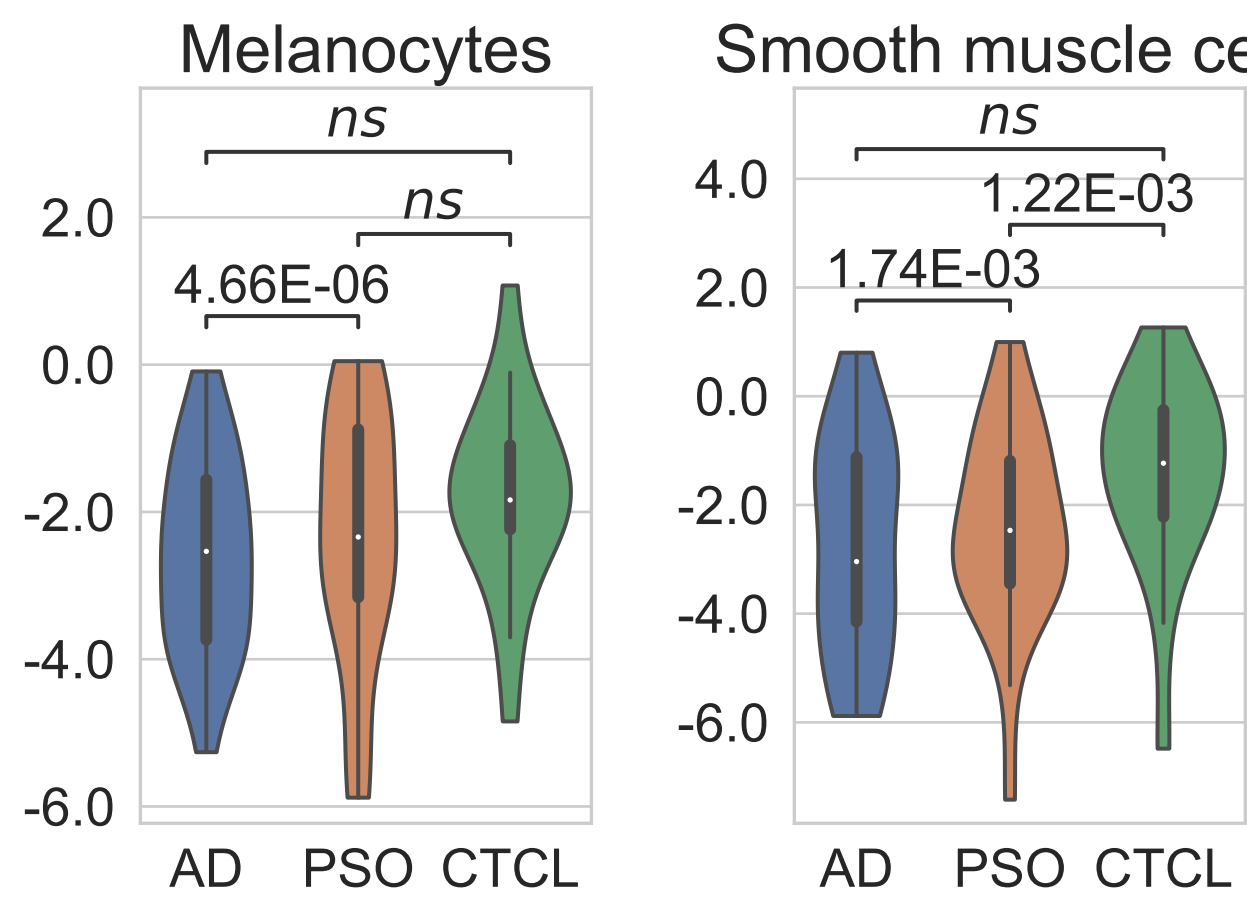 Melanocytes
ns
ns
4.66E-06
2.0
0.0
-2.0
-4.0
-6.0
AD PSO CTCL
Smooth muscle ce
ns
1.22E-03
1.74E-03
4.0
2.0
0.0
-2.0
-4.0
-6.0
AD PSO CTCL